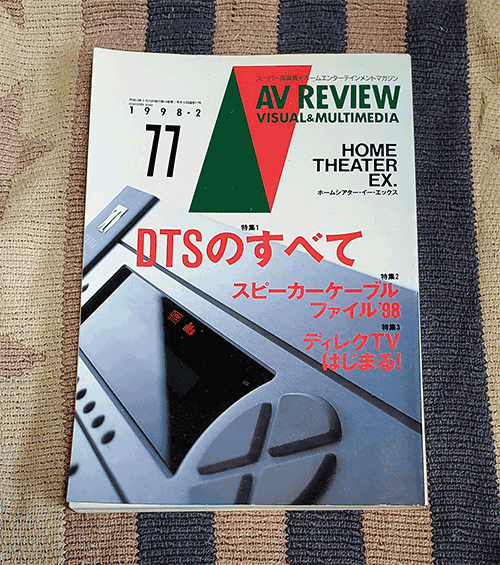 スーパー高画質+ホームエンターテインメントマガジン
AV REVIEW
VISUAL&MULTIMEDIA
1998-2
77
HOME
THEATER
EX.
ホームシアター・イー・エックス
特集1
DTSのすべて
特集2
スピーカーケーブル
ファイル'98
特集3
ディレクTV
はじまる!
dts